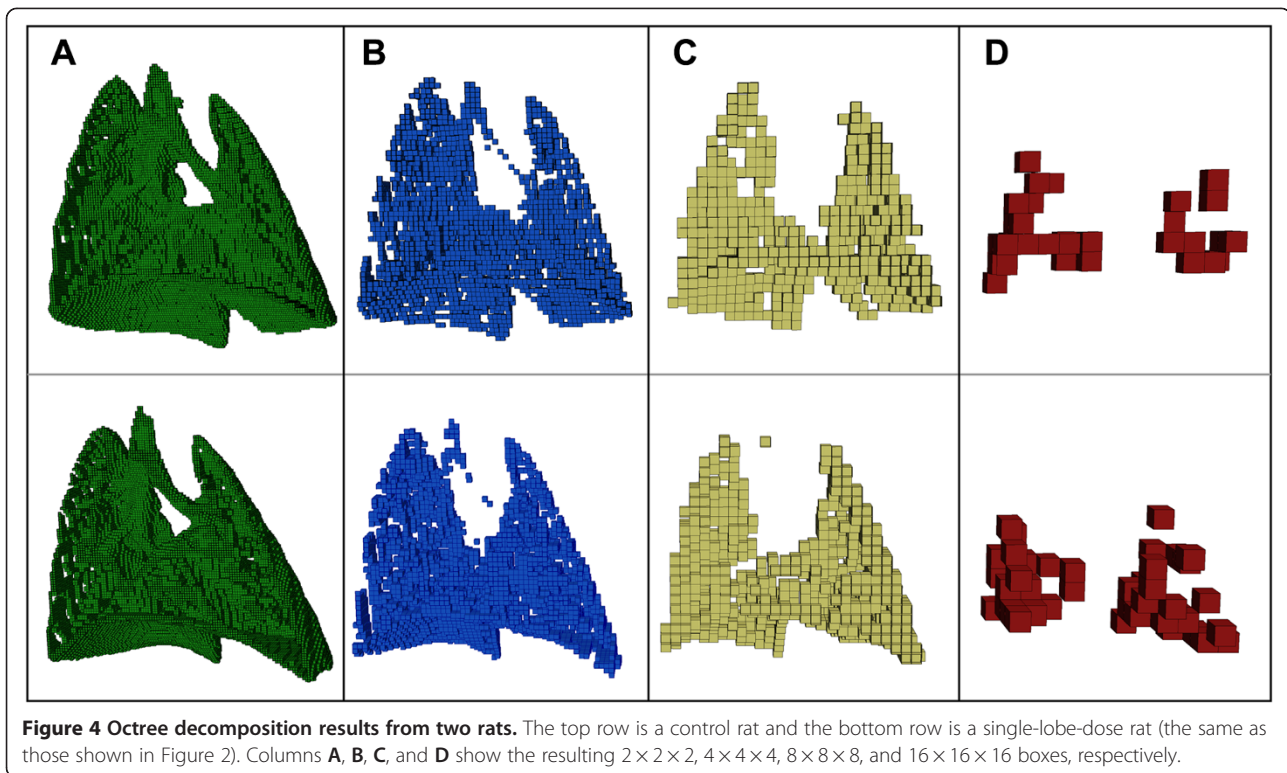 A B C D
Figure 4 Octree decomposition results from two rats. The top row is a control rat and the bottom row is a single-lobe-dose rat (the same as
those shown in Figure 2). Columns A, B, C, and D show the resulting 2 × 2 × 2, 4 × 4 × 4, 8 × 8 × 8, and 16 × 16 × 16 boxes, respectively.